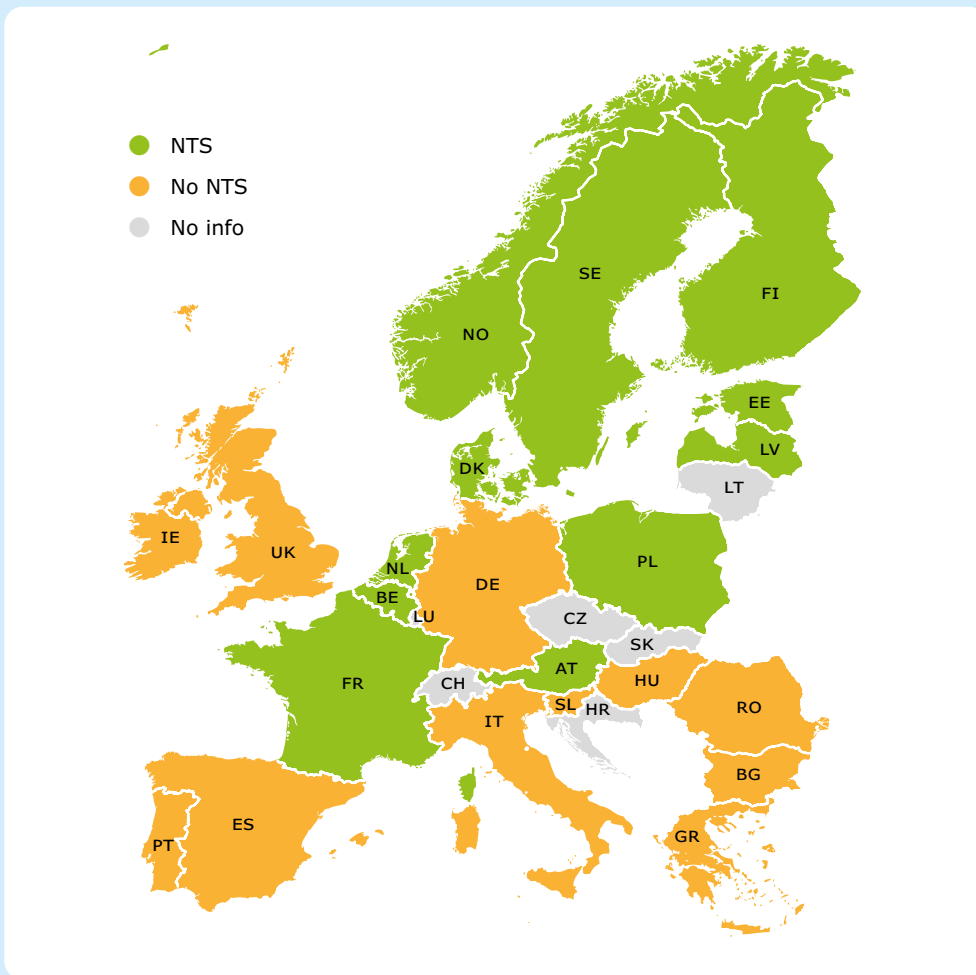 NTS
No NTS
No info
SE
FI
NO
EE
LV
DK
LT
IE
UK
NL
PL
DE
BE
LU
CZ
SK
AT
FR
CH
HU
SL
HR
RO
IT
BG
ES
GR
PT